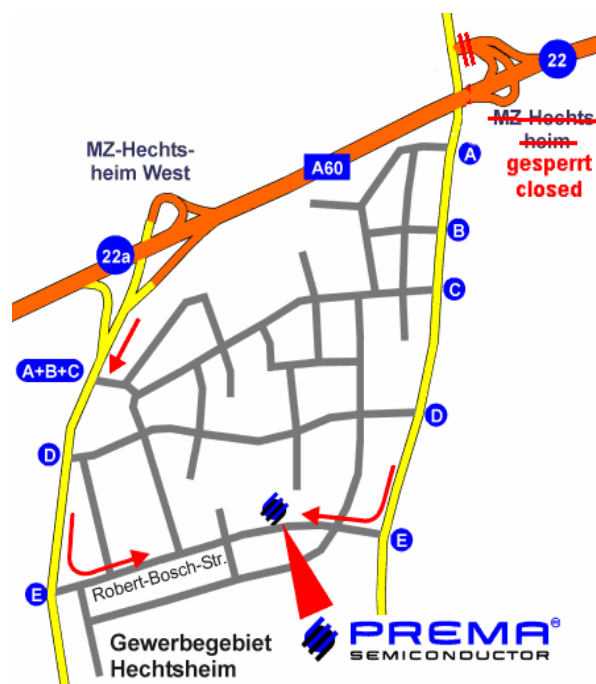 22
MZ-Hechts-
heim
gesperrt
closed
A
MZ-Hechts-
heim West
A60
B
22a
C
A+B+C
D
D
E
E
Robert-Bosch-Str.
Gewerbegebiet
Hechtsheim
PREMA®
SEMICONDUCTOR